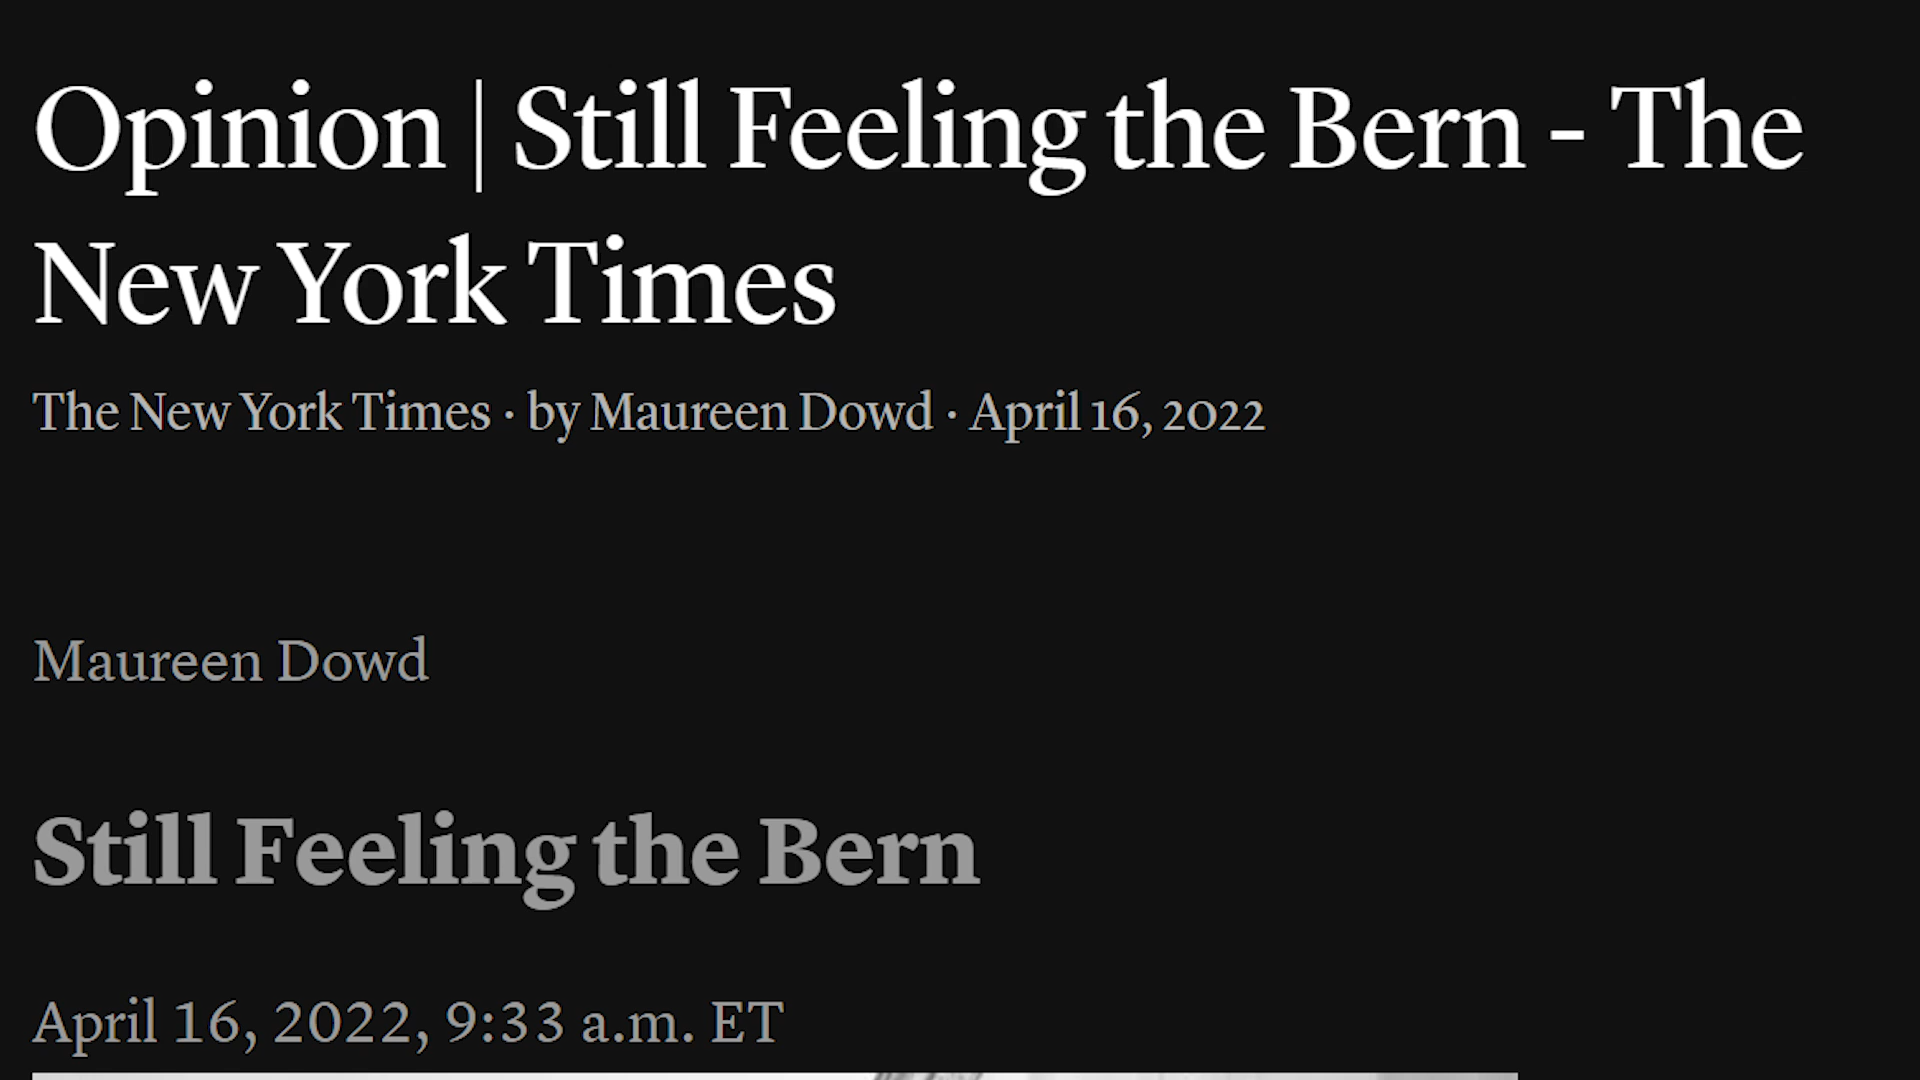 Opinion | Still Feeling the Bern - The
New York Times
The New York Times · by Maureen Dowd · April 16, 2022
Maureen Dowd
Still Feeling the Bern
April 16, 2022, 9:33 a.m. ET